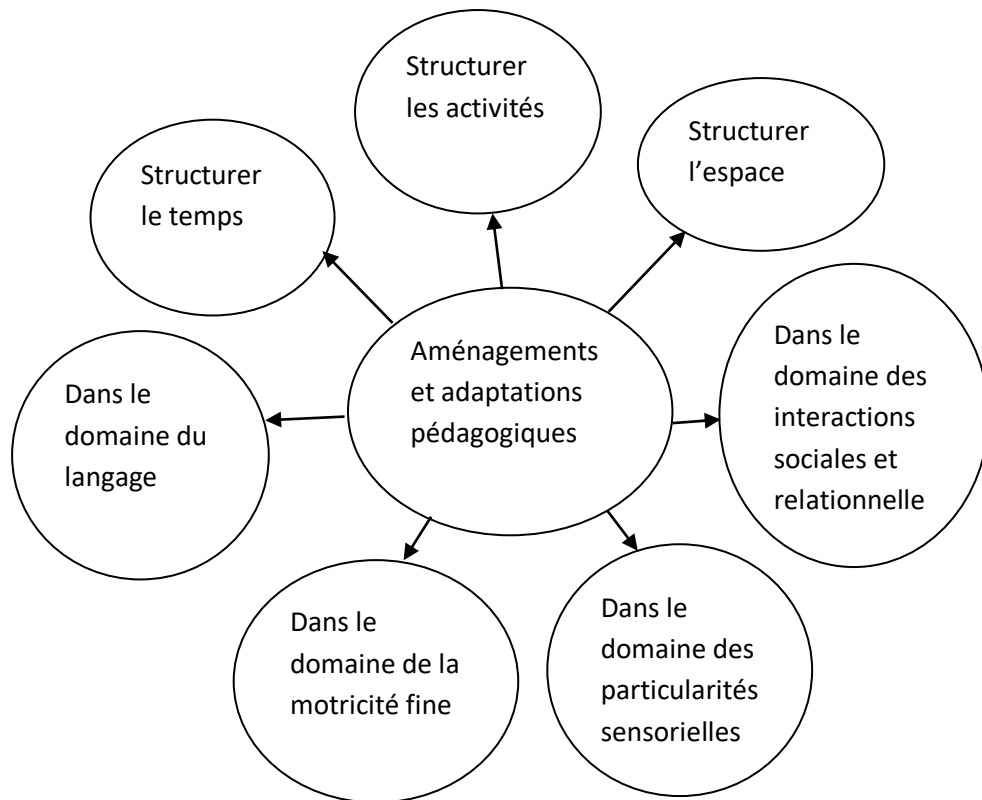 Structurer
les activités
Structurer
l’espace
Structurer
le temps
Aménagements
et adaptations
pédagogiques
Dans le
domaine des
interactions
sociales et
relationnelle
Dans le
domaine du
langage
Dans le
domaine de la
motricité fine
Dans le
domaine des
particularités
sensorielles